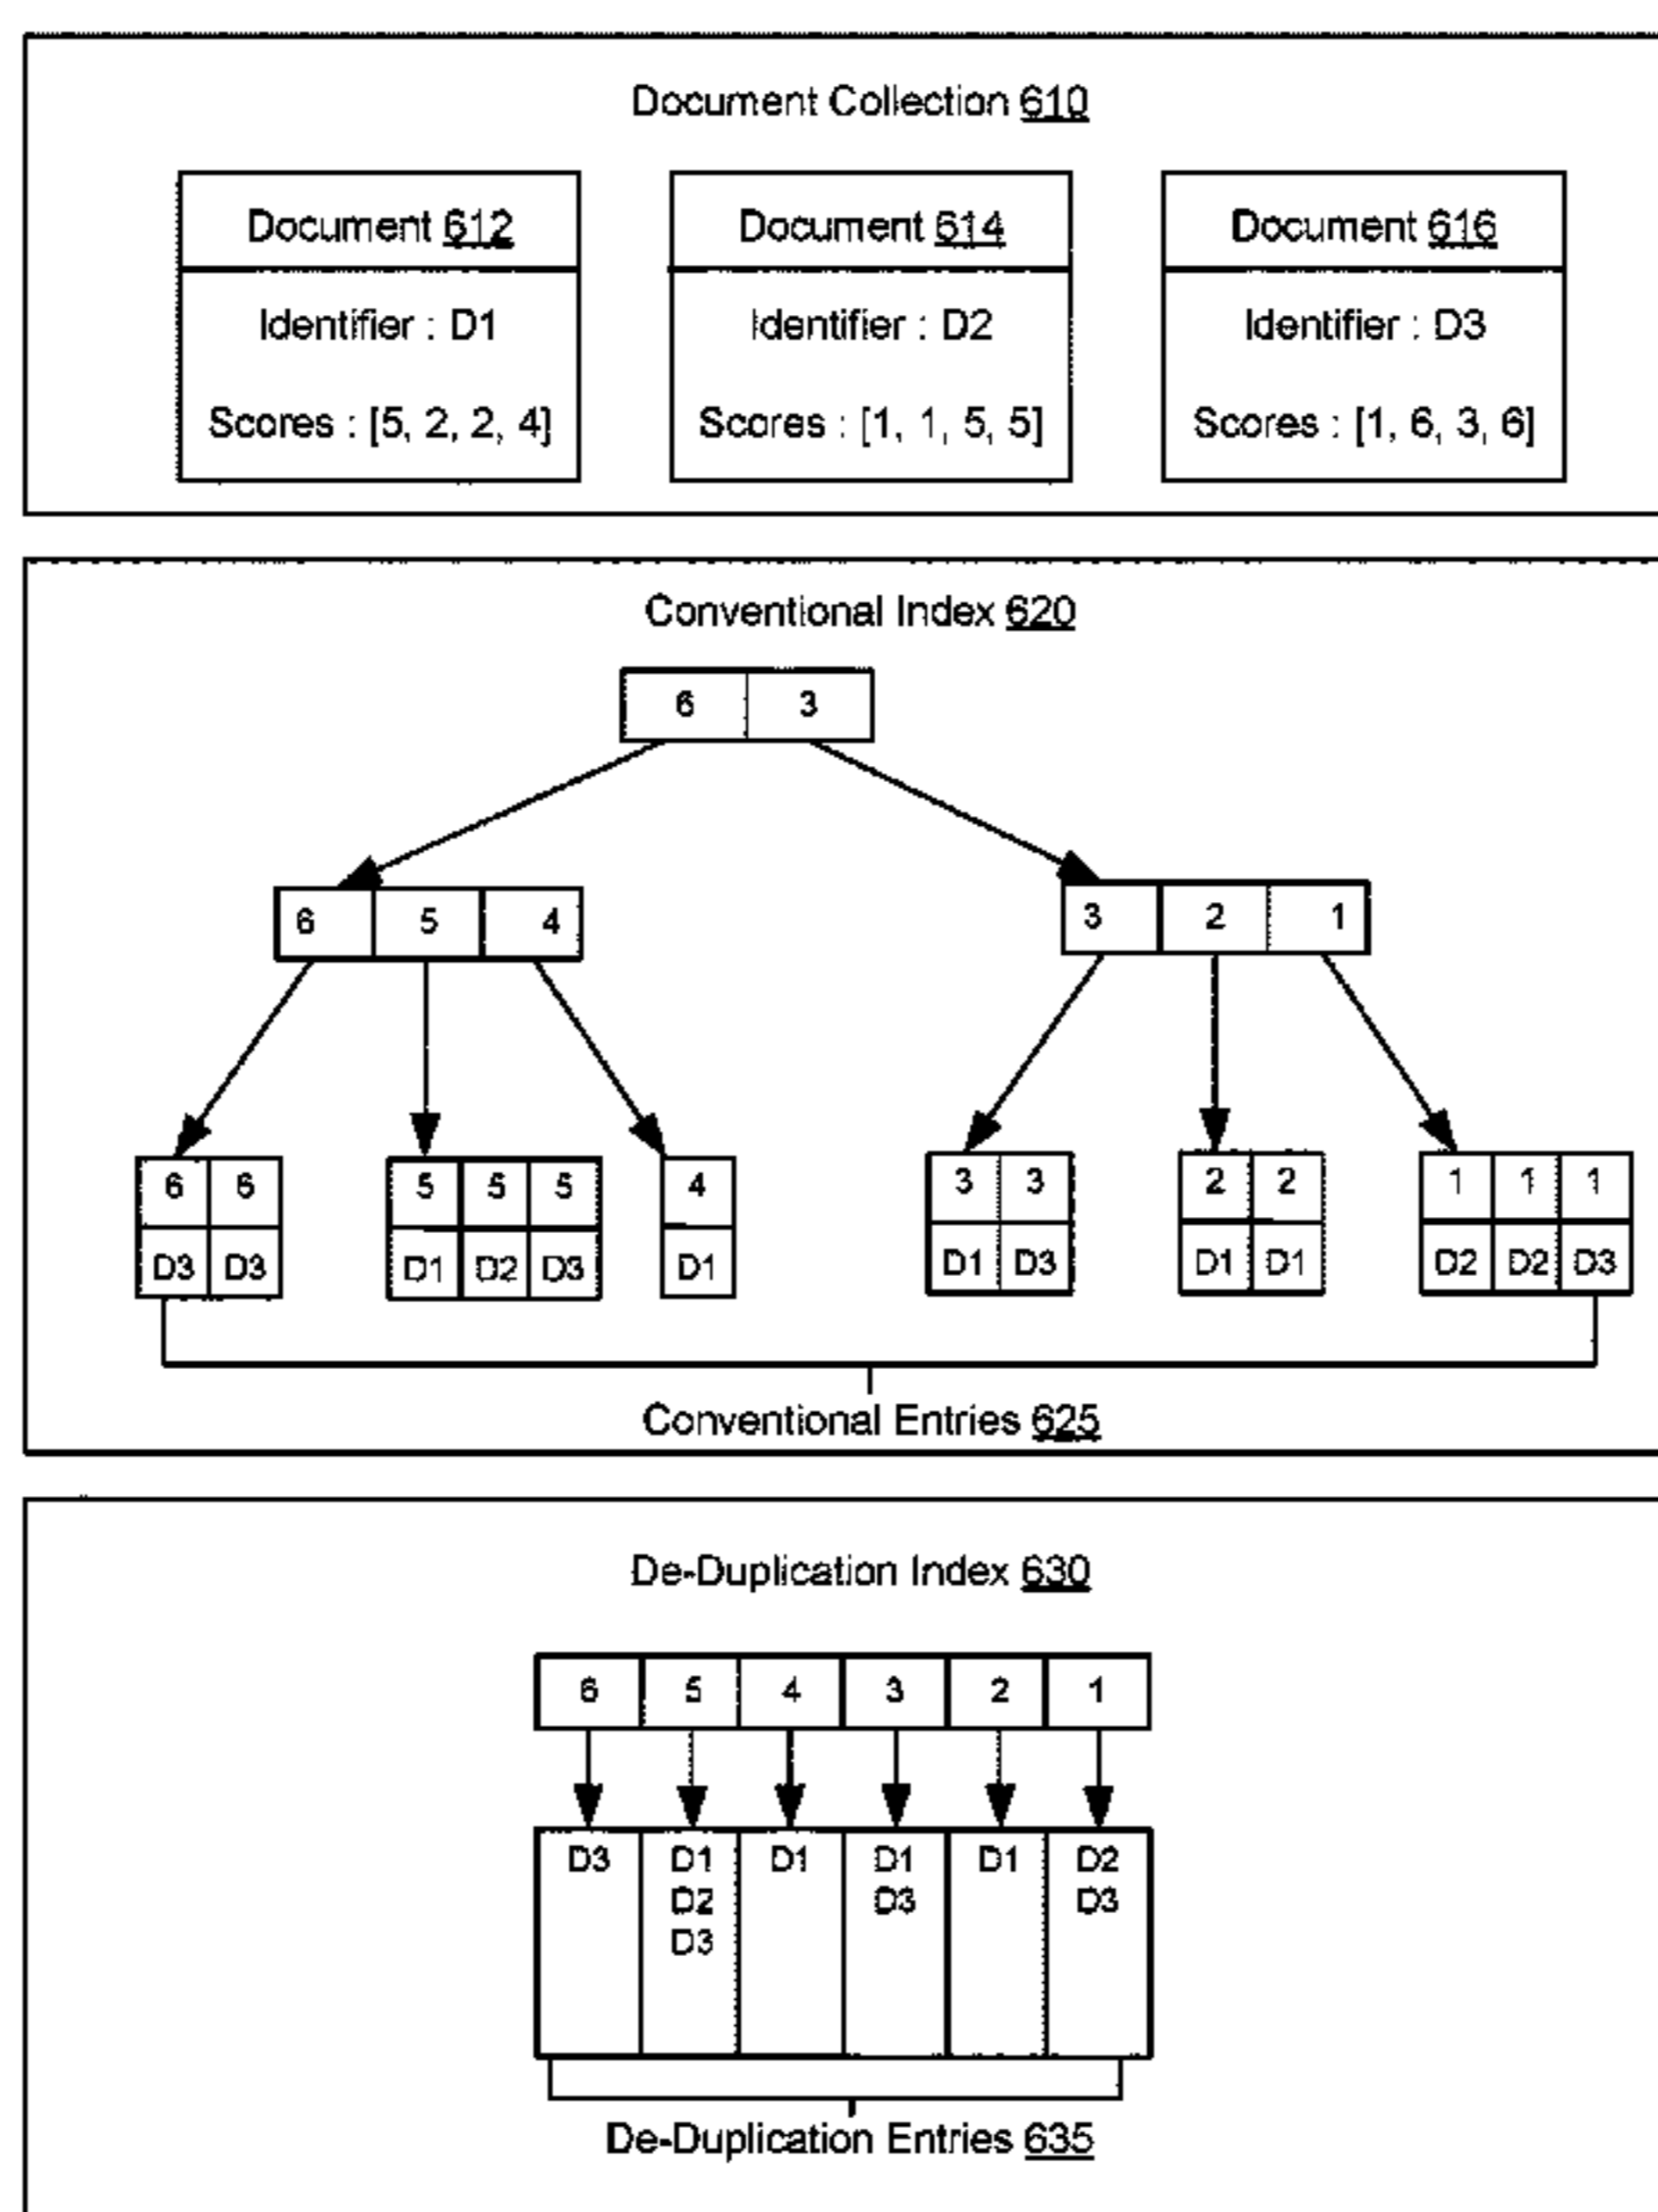 Document Collection 610
Document 612
Identifier : D1
Scores : [5, 2, 2, 4]
Document 614
Identifier : D2
Scores : [1, 1, 5, 5]
Document 616
Identifier : D3
Scores : [1, 6, 3, 6]
Conventional Index 620
6 3
6 5 4
3 2 1
6 6
D3 D3
5 5 5
D1 D2 D3
4
D1
3 3
D1 D3
2 2
D1 D1
1 1 1
D2 D2 D3
Conventional Entries 625
De-Duplication Index 630
6 5 4 3 2 1
D3 D1 D1 D1 D1 D2
D2 D3 D3
D3
De-Duplication Entries 635